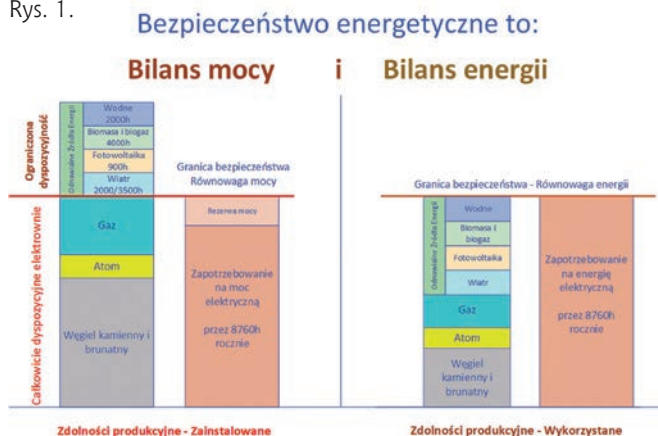 Rys. 1.
Bezpieczeństwo energetyczne to:
Bilans mocy i Bilans energii
Ograniczona
dyspozycyjność
Całkowicie dyspozycyjne elektrownie
Odnawialne Źródła Energii
Wodne
2000h
Biomasa i biogaz
4000h
Fotowoltaika
900h
Wiatr
2000/3500h
Gaz
Atom
Węgiel kamienny i
brunatny
Granica bezpieczeństwa
Równowaga mocy
Rezerwa mocy
Zapotrzebowanie
na moc
elektryczną
przez 8760h
rocznie
Zdolności produkcyjne - Zainstalowane
Granica bezpieczeństwa - Równowaga energii
Odnawialne Źródła Energii
Wodne
Biomasa i
biogaz
Fotowoltaika
Wiatr
Gaz
Atom
Węgiel
kamienny i
brunatny
Zapotrzebowanie
na energię
elektryczną
przez 8760h
rocznie
Zdolności produkcyjne - Wykorzystane